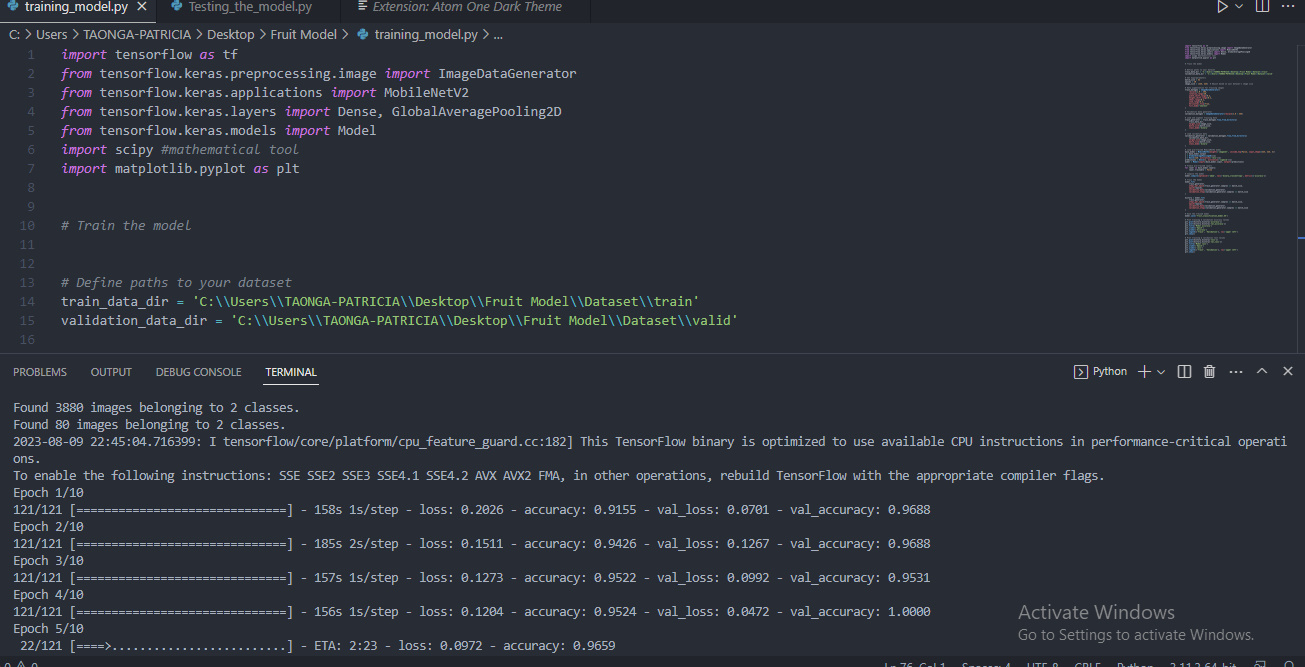 training_model.py Testing_the_model.py Extension: Atom One Dark Theme
C: > Users > TAONGA-PATRICIA > Desktop > Fruit Model > training_model.py > ...
1 import tensorflow as tf
2 from tensorflow.keras.preprocessing.image import ImageDataGenerator
3 from tensorflow.keras.applications import MobileNetV2
4 from tensorflow.keras.layers import Dense, GlobalAveragePooling2D
5 from tensorflow.keras.models import Model
6 import scipy #mathematical tool
7 import matplotlib.pyplot as plt
8
9
10 # Train the model
11
12
13 # Define paths to your dataset
14 train_data_dir = 'C:\\Users\\TAONGA-PATRICIA\\Desktop\\Fruit Model\\Dataset\\train'
15 validation_data_dir = 'C:\\Users\\TAONGA-PATRICIA\\Desktop\\Fruit Model\\Dataset\\valid'
16
PROBLEMS OUTPUT DEBUG CONSOLE TERMINAL Python
Found 3880 images belonging to 2 classes.
Found 80 images belonging to 2 classes.
2023-08-09 22:45:04.716399: I tensorflow/core/platform/cpu_feature_guard.cc:182] This TensorFlow binary is optimized to use available CPU instructions in performance-critical operati
ons.
To enable the following instructions: SSE SSE2 SSE3 SSE4.1 SSE4.2 AVX AVX2 FMA, in other operations, rebuild TensorFlow with the appropriate compiler flags.
Epoch 1/10
121/121 [==============================] - 158s 1s/step - loss: 0.2026 - accuracy: 0.9155 - val_loss: 0.0701 - val_accuracy: 0.9688
Epoch 2/10
121/121 [==============================] - 185s 2s/step - loss: 0.1511 - accuracy: 0.9426 - val_loss: 0.1267 - val_accuracy: 0.9688
Epoch 3/10
121/121 [==============================] - 157s 1s/step - loss: 0.1273 - accuracy: 0.9522 - val_loss: 0.0992 - val_accuracy: 0.9531
Epoch 4/10
121/121 [==============================] - 156s 1s/step - loss: 0.1204 - accuracy: 0.9524 - val_loss: 0.0472 - val_accuracy: 1.0000
Epoch 5/10
22/121 [====>.........................] - ETA: 2:23 - loss: 0.0972 - accuracy: 0.9659
Activate Windows
Go to Settings to activate Windows.